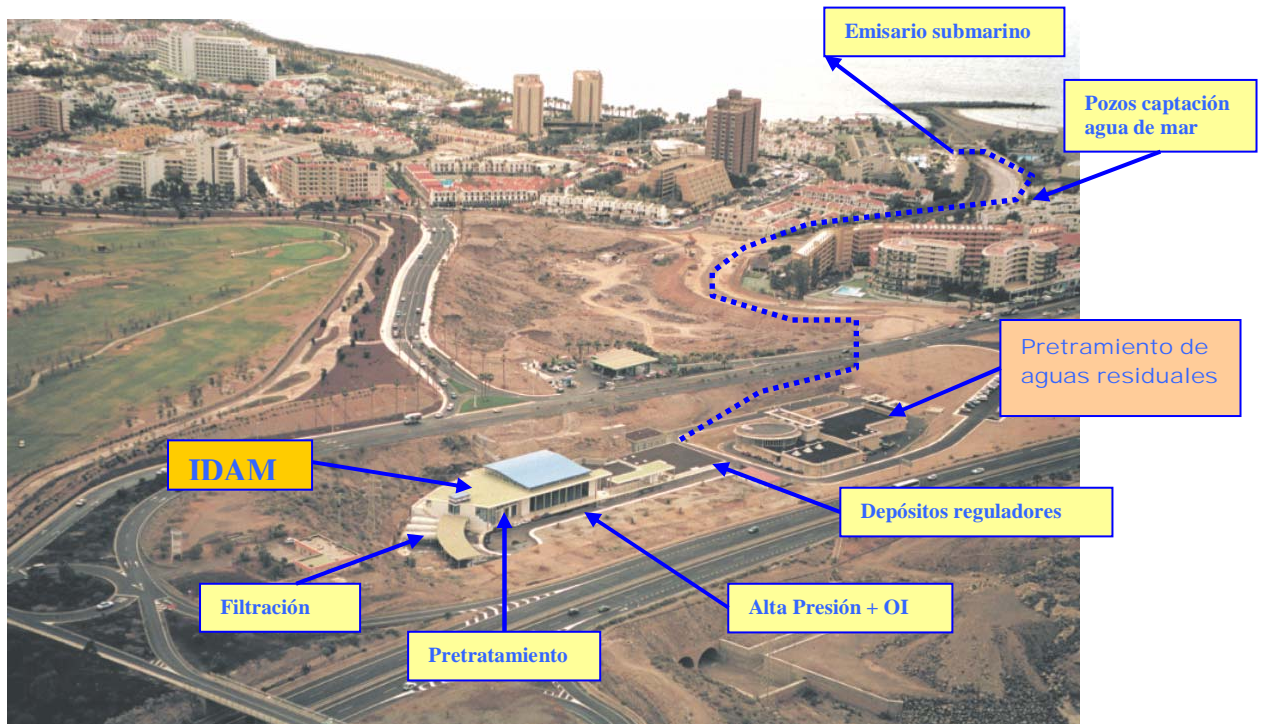 Emisario submarino
Pozos captación
agua de mar
Pretramiento de
aguas residuales
IDAM
Depósitos reguladores
Filtración
Alta Presión + OI
Pretratamiento